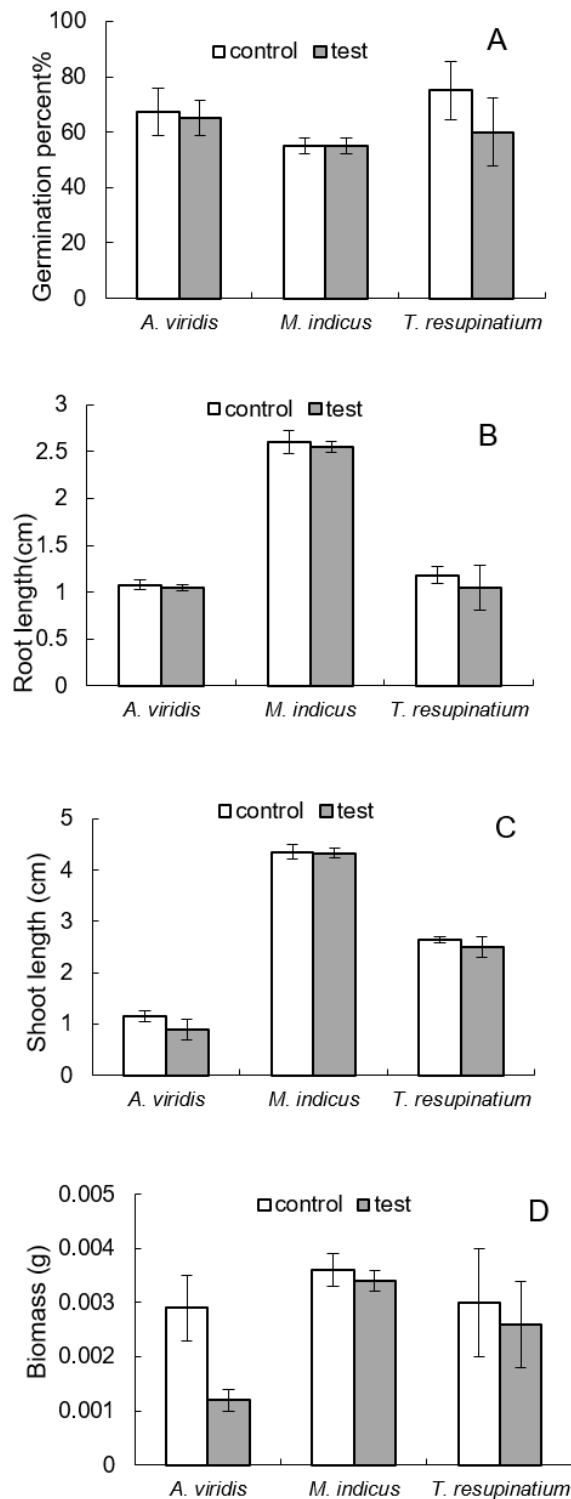 A
control test
Germination percent%
100
80
60
40
20
0
A. viridis M. indicus T. resupinatium
B
control test
Root length(cm)
3
2.5
2
1.5
1
0.5
0
A. viridis M. indicus T. resupinatium
C
control test
Shoot length (cm)
5
4
3
2
1
0
A. viridis M. indicus T. resupinatium
D
control test
Biomass (g)
0.005
0.004
0.003
0.002
0.001
0
A. viridis M. indicus T. resupinatium